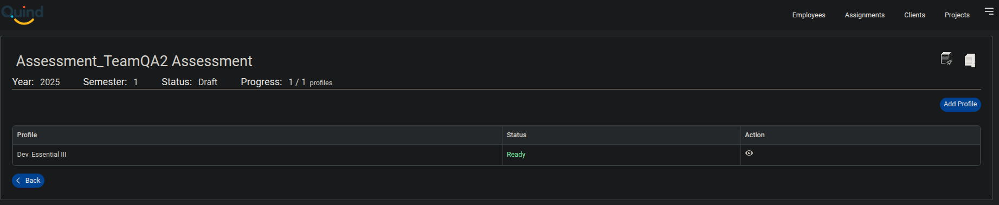 Quind
Employees Assignments Clients Projects
Assessment_TeamQA2 Assessment
Year: 2025 Semester: 1 Status: Draft Progress: 1 / 1 profiles
Add Profile
Profile Status Action
Dev_Essential III Ready
Back